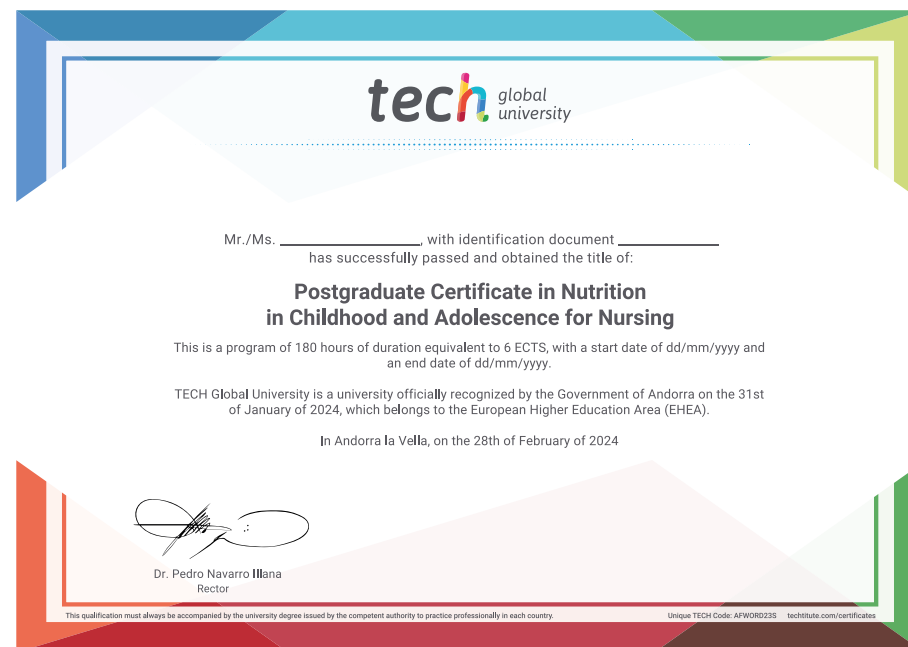 tech global university
Mr./Ms. ____________________, with identification document ______________
has successfully passed and obtained the title of:
Postgraduate Certificate in Nutrition
in Childhood and Adolescence for Nursing
This is a program of 180 hours of duration equivalent to 6 ECTS, with a start date of dd/mm/yyyy and
an end date of dd/mm/yyyy.
TECH Global University is a university officially recognized by the Government of Andorra on the 31st
of January of 2024, which belongs to the European Higher Education Area (EHEA).
In Andorra la Vella, on the 28th of February of 2024
Dr. Pedro Navarro Illana
Rector
This qualification must always be accompanied by the university degree issued by the competent authority to practice professionally in each country.
Unique TECH Code: AFWORD23S techtitute.com/certificates